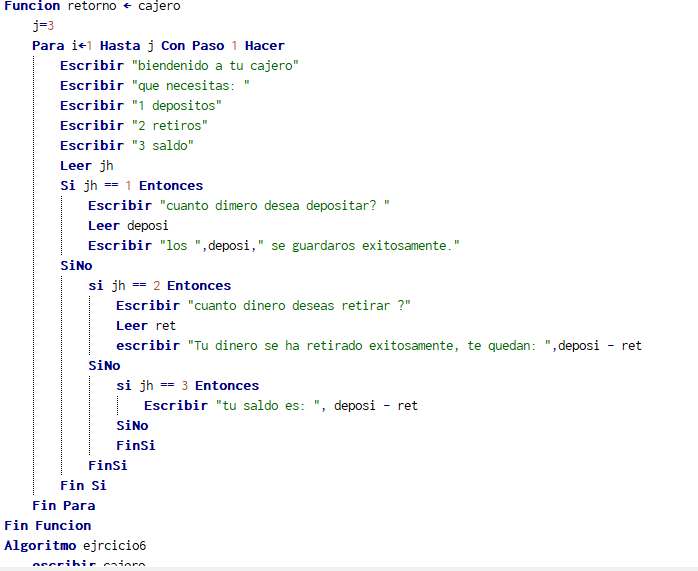 Funcion retorno ← cajero
j=3
Para i←1 Hasta j Con Paso 1 Hacer
Escribir "biendenido a tu cajero"
Escribir "que necesitas: "
Escribir "1 depositos"
Escribir "2 retiros"
Escribir "3 saldo"
Leer jh
Si jh == 1 Entonces
Escribir "cuanto dimero desea depositar? "
Leer deposi
Escribir "los ",deposi," se guardaros exitosamente."
SiNo
si jh == 2 Entonces
Escribir "cuanto dinero deseas retirar ?"
Leer ret
escribir "Tu dinero se ha retirado exitosamente, te quedan: ",deposi - ret
SiNo
si jh == 3 Entonces
Escribir "tu saldo es: ", deposi - ret
SiNo
FinSi
FinSi
Fin Si
Fin Para
Fin Funcion
Algoritmo ejrcicio6
escribir cajero